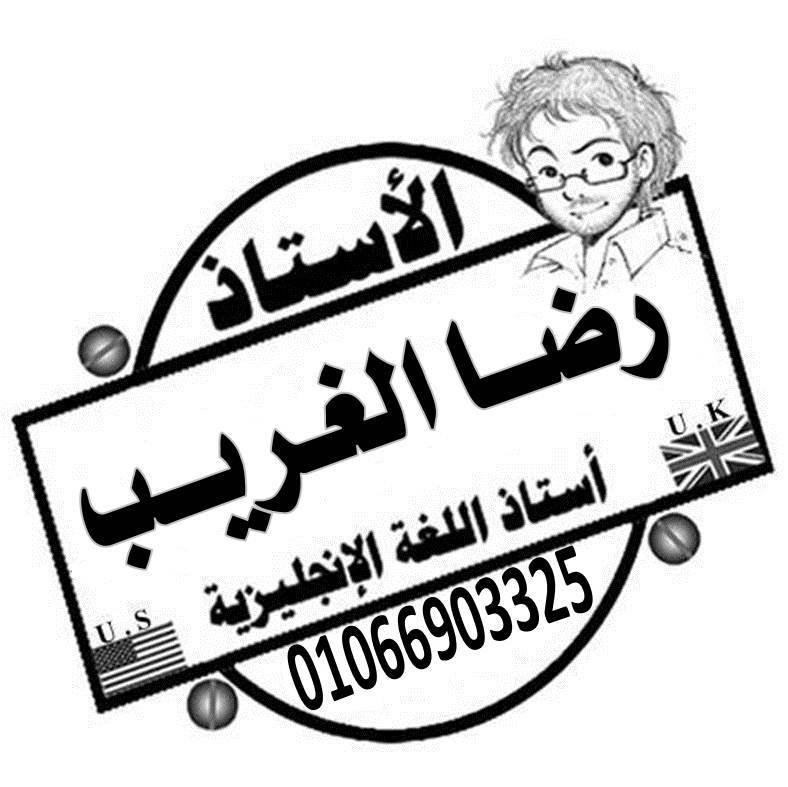 الأستاذ
رضا الغريب
U.K
أستاذ اللغة الإنجليزية
U.S
01066903325